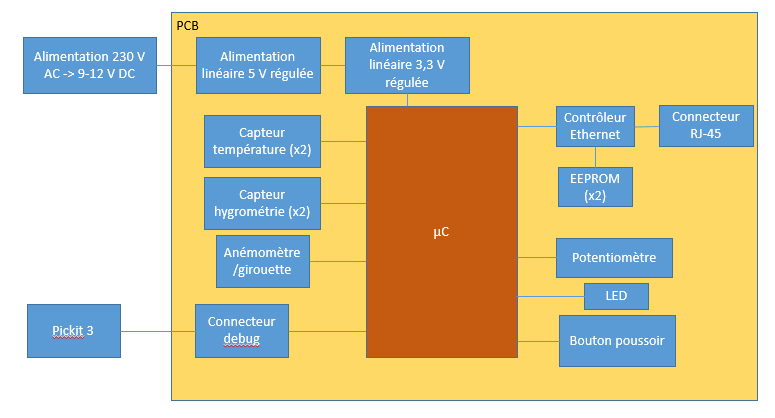 PCB
Alimentation 230 V
AC -> 9-12 V DC
Alimentation
linéaire 5 V régulée
Alimentation
linéaire 3,3 V
régulée
Capteur
température (x2)
Capteur
hygrométrie (x2)
Anémomètre
/girouette
Pickit 3
Connecteur
debug
µC
Contrôleur
Ethernet
Connecteur
RJ-45
EEPROM
(x2)
Potentiomètre
LED
Bouton poussoir